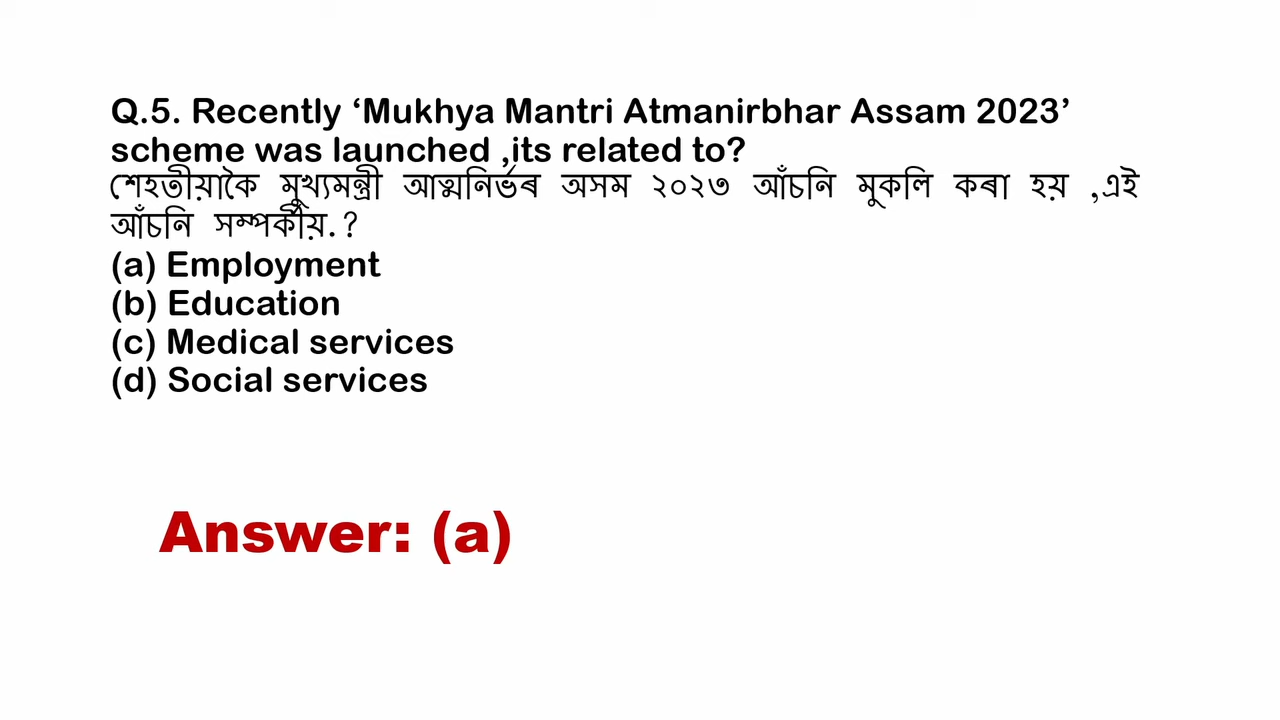 Q.5. Recently ‘Mukhya Mantri Atmanirbhar Assam 2023’
scheme was launched ,its related to?
শেহতীয়াকৈ মুখ্যমন্ত্ৰী আত্মনিৰ্ভৰ অসম ২০২৩ আঁচনি মুকলি কৰা হয় ,এই
আঁচনি সম্পৰ্কীয়.?
(a) Employment
(b) Education
(c) Medical services
(d) Social services
Answer: (a)